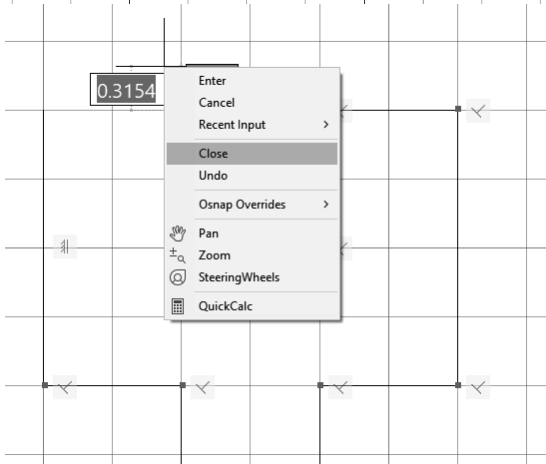 0.3154
Enter
Cancel
Recent Input
Close
Undo
Osnap Overrides
Pan
Zoom
SteeringWheels
QuickCalc